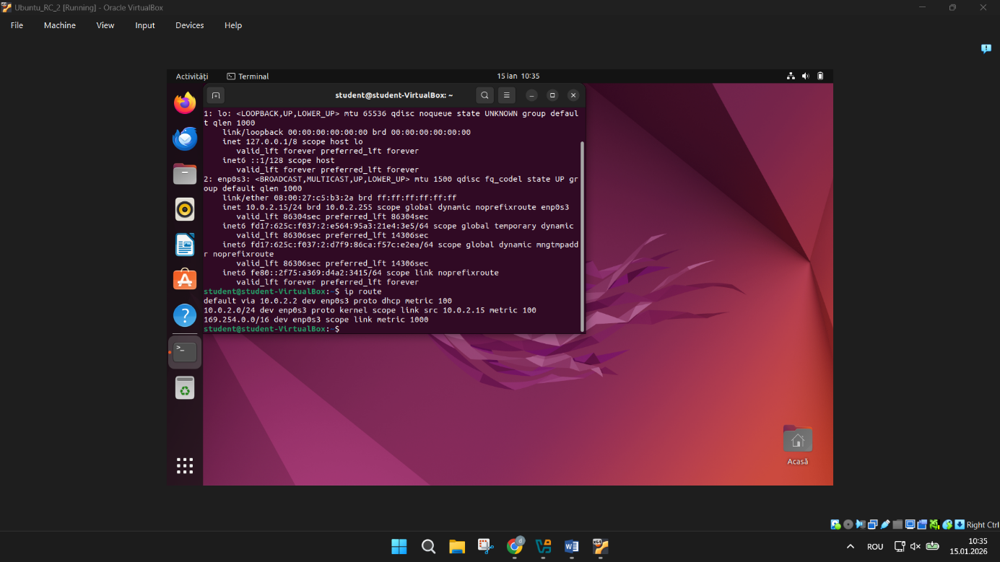 Ubuntu_RC_2 [Running] - Oracle VirtualBox
File Machine View Input Devices Help
Activități Terminal 15 ian 10:35
student@student-VirtualBox: ~
1: lo: <LOOPBACK,UP,LOWER_UP> mtu 65536 qdisc noqueue state UNKNOWN group defaul
t qlen 1000
link/loopback 00:00:00:00:00:00 brd 00:00:00:00:00:00
inet 127.0.0.1/8 scope host lo
valid_lft forever preferred_lft forever
inet6 ::1/128 scope host
valid_lft forever preferred_lft forever
2: enp0s3: <BROADCAST,MULTICAST,UP,LOWER_UP> mtu 1500 qdisc fq_codel state UP gr
oup default qlen 1000
link/ether 08:00:27:c5:b3:2a brd ff:ff:ff:ff:ff:ff
inet 10.0.2.15/24 brd 10.0.2.255 scope global dynamic noprefixroute enp0s3
valid_lft 86304sec preferred_lft 86304sec
inet6 fd17:625c:f037:2:e564:95a3:21e4:3e5/64 scope global temporary dynamic
valid_lft 86306sec preferred_lft 14306sec
inet6 fd17:625c:f037:2:d7f9:86ca:f57c:e2ea/64 scope global dynamic mngtmpadd
r noprefixroute
valid_lft 86306sec preferred_lft 14306sec
inet6 fe80::2f75:a369:d4a2:3415/64 scope link noprefixroute
valid_lft forever preferred_lft forever
student@student-VirtualBox:~$ ip route
default via 10.0.2.2 dev enp0s3 proto dhcp metric 100
10.0.2.0/24 dev enp0s3 proto kernel scope link src 10.0.2.15 metric 100
169.254.0.0/16 dev enp0s3 scope link metric 1000
student@student-VirtualBox:~$
Acasă
Right Ctrl
ROU
10:35
15.01.2026